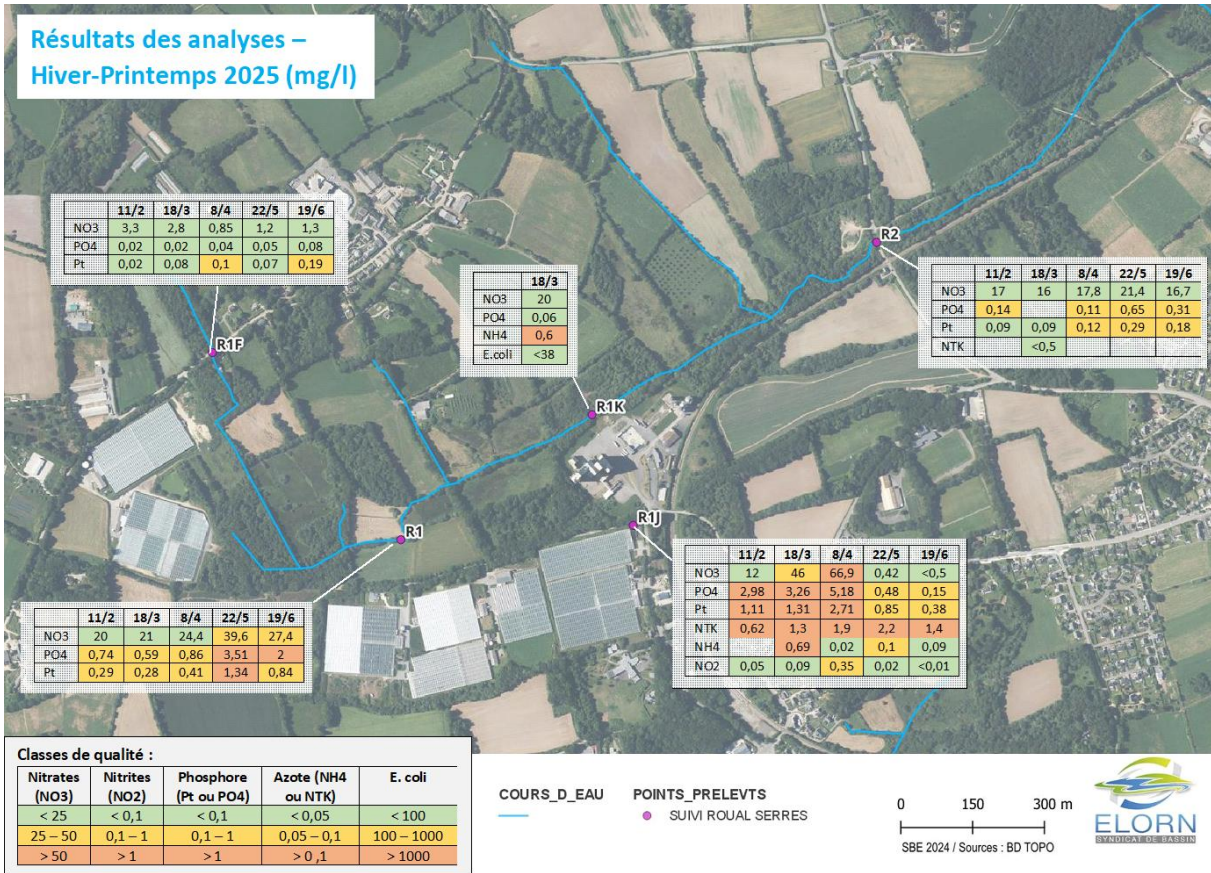 Résultats des analyses –
Hiver-Printemps 2025 (mg/l)
11/2 18/3 8/4 22/5 19/6
NO3 3,3 2,8 0,85 1,2 1,3
PO4 0,02 0,02 0,04 0,05 0,08
Pt 0,02 0,08 0,1 0,07 0,19
R1F
18/3
NO3 20
PO4 0,06
NH4 0,6
E.coli <38
R1K
R2
11/2 18/3 8/4 22/5 19/6
NO3 17 16 17,8 21,4 16,7
PO4 0,14 0,11 0,65 0,31
Pt 0,09 0,09 0,12 0,29 0,18
NTK <0,5
R1
11/2 18/3 8/4 22/5 19/6
NO3 20 21 24,4 39,6 27,4
PO4 0,74 0,59 0,86 3,51 2
Pt 0,29 0,28 0,41 1,34 0,84
R1J
11/2 18/3 8/4 22/5 19/6
NO3 12 46 66,9 0,42 <0,5
PO4 2,98 3,26 5,18 0,48 0,15
Pt 1,11 1,31 2,71 0,85 0,38
NTK 0,62 1,3 1,9 2,2 1,4
NH4 0,69 0,02 0,1 0,09
NO2 0,05 0,09 0,35 0,02 <0,01
Classes de qualité :
Nitrates (NO3) Nitrites (NO2) Phosphore (Pt ou PO4) Azote (NH4 ou NTK) E. coli
< 25 < 0,1 < 0,1 < 0,05 < 100
25 – 50 0,1 – 1 0,1 – 1 0,05 – 0,1 100 – 1000
> 50 > 1 > 1 > 0 ,1 > 1000
COURS_D_EAU
POINTS_PRELEVTS
SUIVI ROUAL SERRES
0 150 300 m
SBE 2024 / Sources : BD TOPO
ELORN
SYNDICAT DE BASSIN